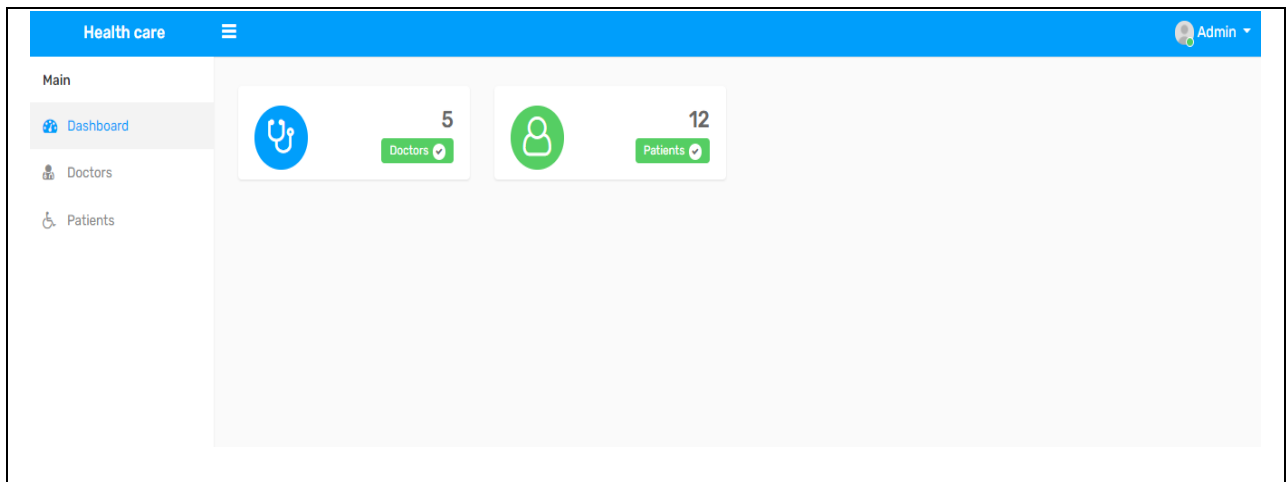 Health care
Admin
Main
Dashboard
Doctors
Patients
5
Doctors
12
Patients